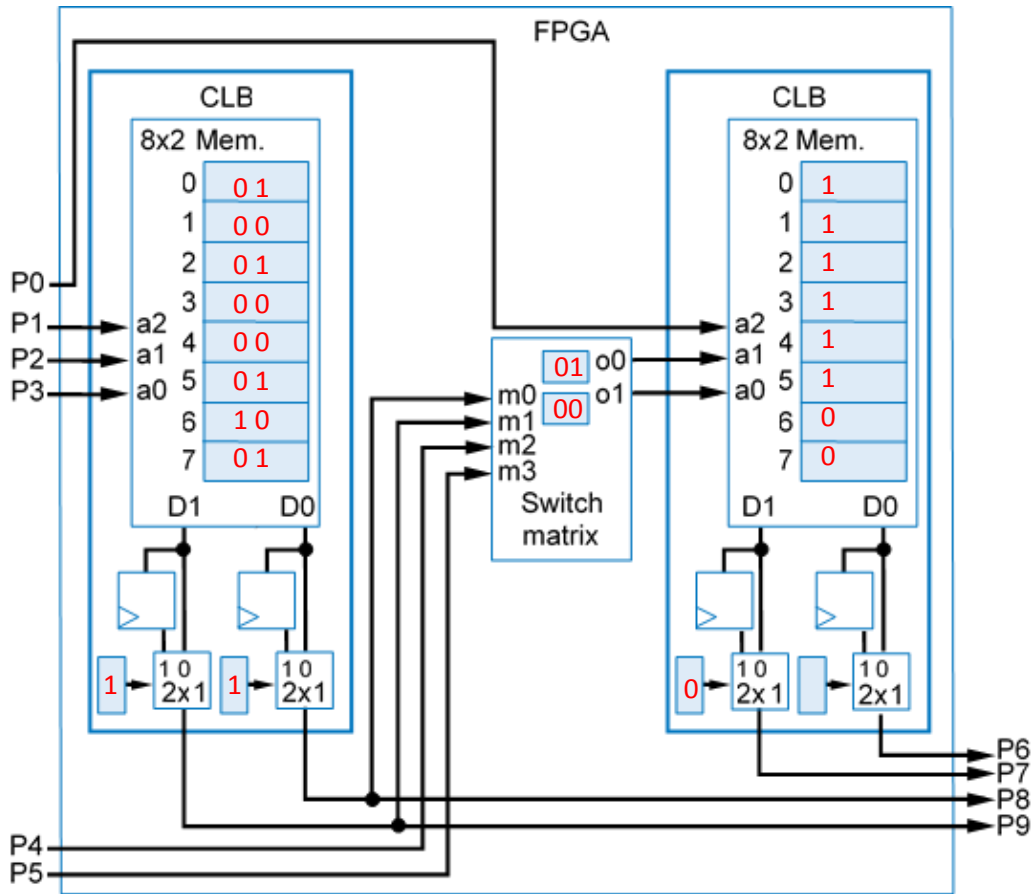 FPGA
CLB
8x2 Mem.
0 0 1
1 0 0
2 0 1
3 0 0
4 0 0
5 0 1
6 1 0
7 0 1
P0
P1
P2
P3
a2
a1
a0
D1 D0
1 0
2x1
1
1 0
2x1
1
01 o0
00 o1
m0
m1
m2
m3
Switch
matrix
CLB
8x2 Mem.
0 1
1 1
2 1
3 1
4 1
5 1
6 0
7 0
a2
a1
a0
D1 D0
0
1 0
2x1
1 0
2x1
P6
P7
P8
P9
P4
P5